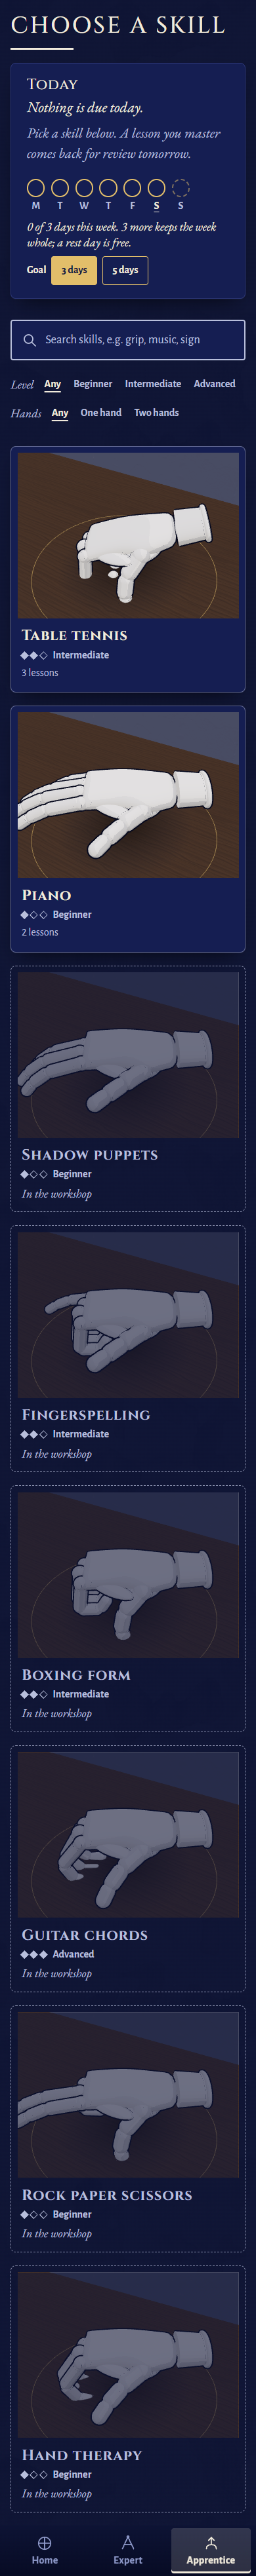 Choose a skill
Today
Nothing is due today.
Pick a skill below. A lesson you master
comes back for review tomorrow.
M T W T F S S
0 of 3 days this week. 3 more keeps the week
whole; a rest day is free.
Goal 3 days 5 days
Search skills, e.g. grip, music, sign
Level Any Beginner Intermediate Advanced
Hands Any One hand Two hands
Table tennis
Intermediate
3 lessons
Piano
Beginner
2 lessons
Shadow puppets
Beginner
In the workshop
Fingerspelling
Intermediate
In the workshop
Boxing form
Intermediate
In the workshop
Guitar chords
Advanced
In the workshop
Rock paper scissors
Beginner
In the workshop
Hand therapy
Beginner
In the workshop
Home Expert Apprentice